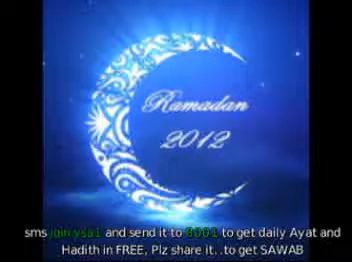 Ramadan
2012
sms join ysa1 and send it to 8001 to get daily Ayat and
Hadith in FREE, Plz share it..to get SAWAB